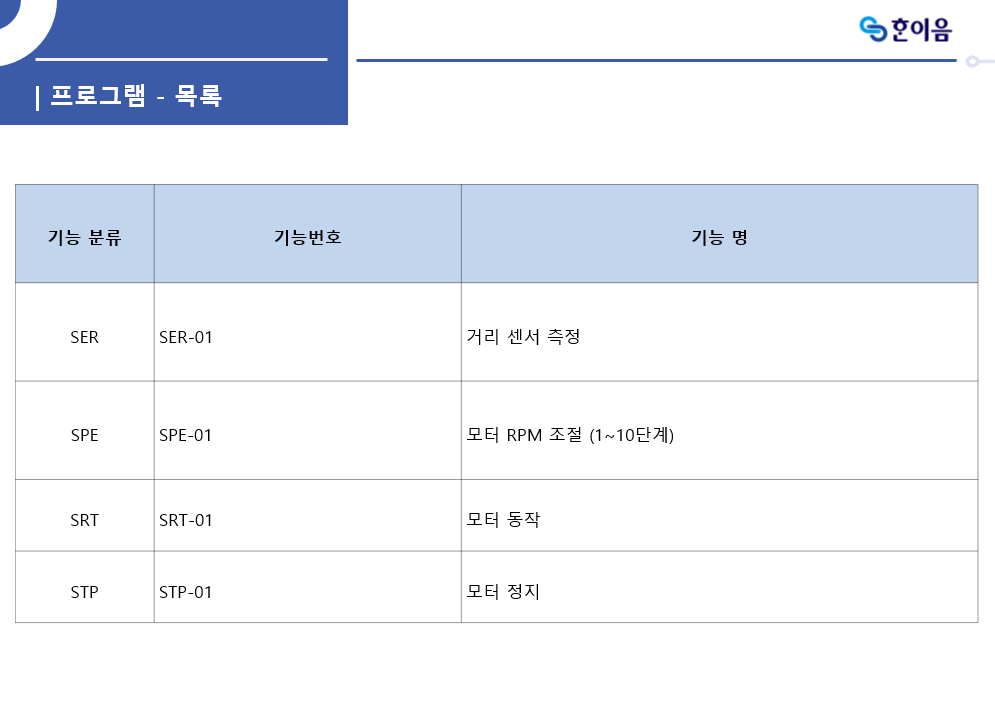 한이음
| 프로그램 - 목록
기능 분류 기능번호 기능 명
SER SER-01 거리 센서 측정
SPE SPE-01 모터 RPM 조절 (1~10단계)
SRT SRT-01 모터 동작
STP STP-01 모터 정지